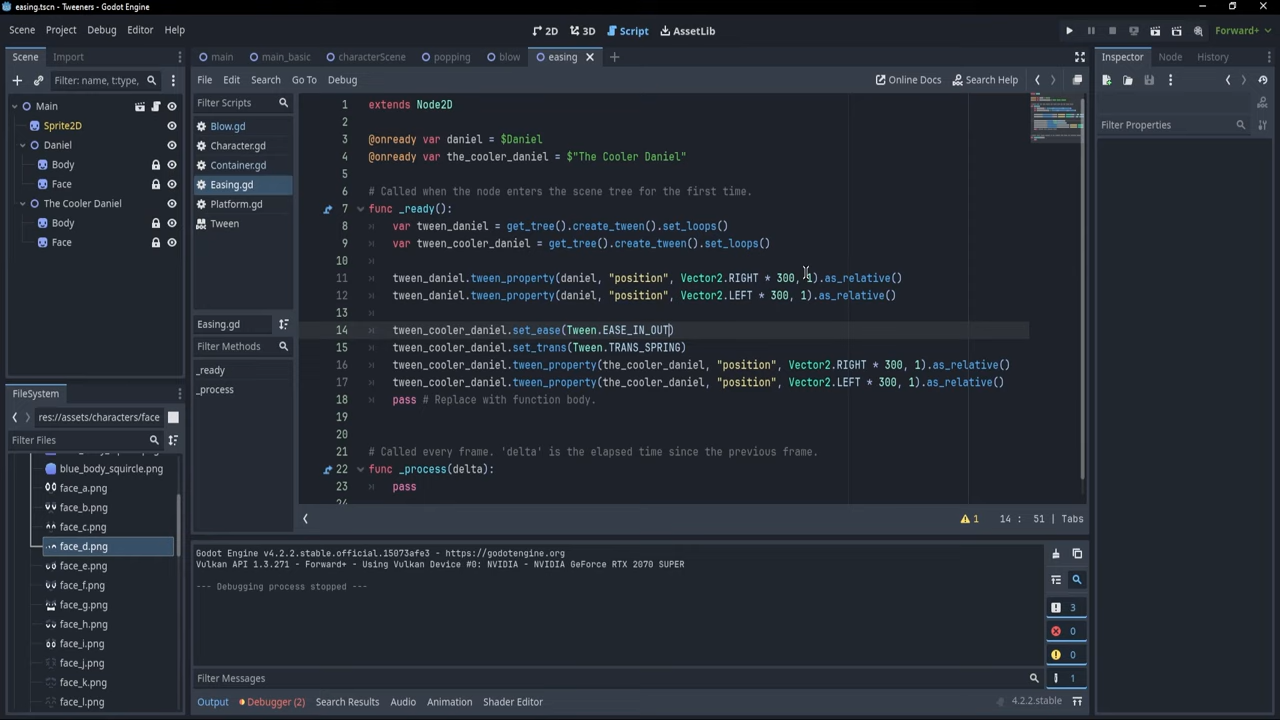 easing.tscn - Tweeners - Godot Engine
Scene Project Debug Editor Help
2D 3D Script AssetLib
Forward+
Scene Import
Filter: name, t:type,
Main
Sprite2D
Daniel
Body
Face
The Cooler Daniel
Body
Face
FileSystem
res://assets/characters/face
Filter Files
blue_body_squircle.png
face_a.png
face_b.png
face_c.png
face_d.png
face_e.png
face_f.png
face_g.png
face_h.png
face_i.png
face_j.png
face_k.png
face_l.png
main main_basic characterScene popping blow easing
File Edit Search Go To Debug
Online Docs Search Help
Filter Scripts
Blow.gd
Character.gd
Container.gd
Easing.gd
Platform.gd
Tween
Easing.gd
Filter Methods
_ready
_process
1 extends Node2D
2
3 @onready var daniel = $Daniel
4 @onready var the_cooler_daniel = $"The Cooler Daniel"
5
6 # Called when the node enters the scene tree for the first time.
7 func _ready():
8 var tween_daniel = get_tree().create_tween().set_loops()
9 var tween_cooler_daniel = get_tree().create_tween().set_loops()
10
11 tween_daniel.tween_property(daniel, "position", Vector2.RIGHT * 300, 1).as_relative()
12 tween_daniel.tween_property(daniel, "position", Vector2.LEFT * 300, 1).as_relative()
13
14 tween_cooler_daniel.set_ease(Tween.EASE_IN_OUT)
15 tween_cooler_daniel.set_trans(Tween.TRANS_SPRING)
16 tween_cooler_daniel.tween_property(the_cooler_daniel, "position", Vector2.RIGHT * 300, 1).as_relative()
17 tween_cooler_daniel.tween_property(the_cooler_daniel, "position", Vector2.LEFT * 300, 1).as_relative()
18 pass # Replace with function body.
19
20
21 # Called every frame. 'delta' is the elapsed time since the previous frame.
22 func _process(delta):
23 pass
24
1 14 : 51 | Tabs
Godot Engine v4.2.2.stable.official.15073afe3 - https://godotengine.org
Vulkan API 1.3.271 - Forward+ - Using Vulkan Device #0: NVIDIA - NVIDIA GeForce RTX 2070 SUPER
--- Debugging process stopped ---
3
0
0
1
Filter Messages
Output Debugger (2) Search Results Audio Animation Shader Editor
4.2.2.stable
Inspector Node History
Filter Properties